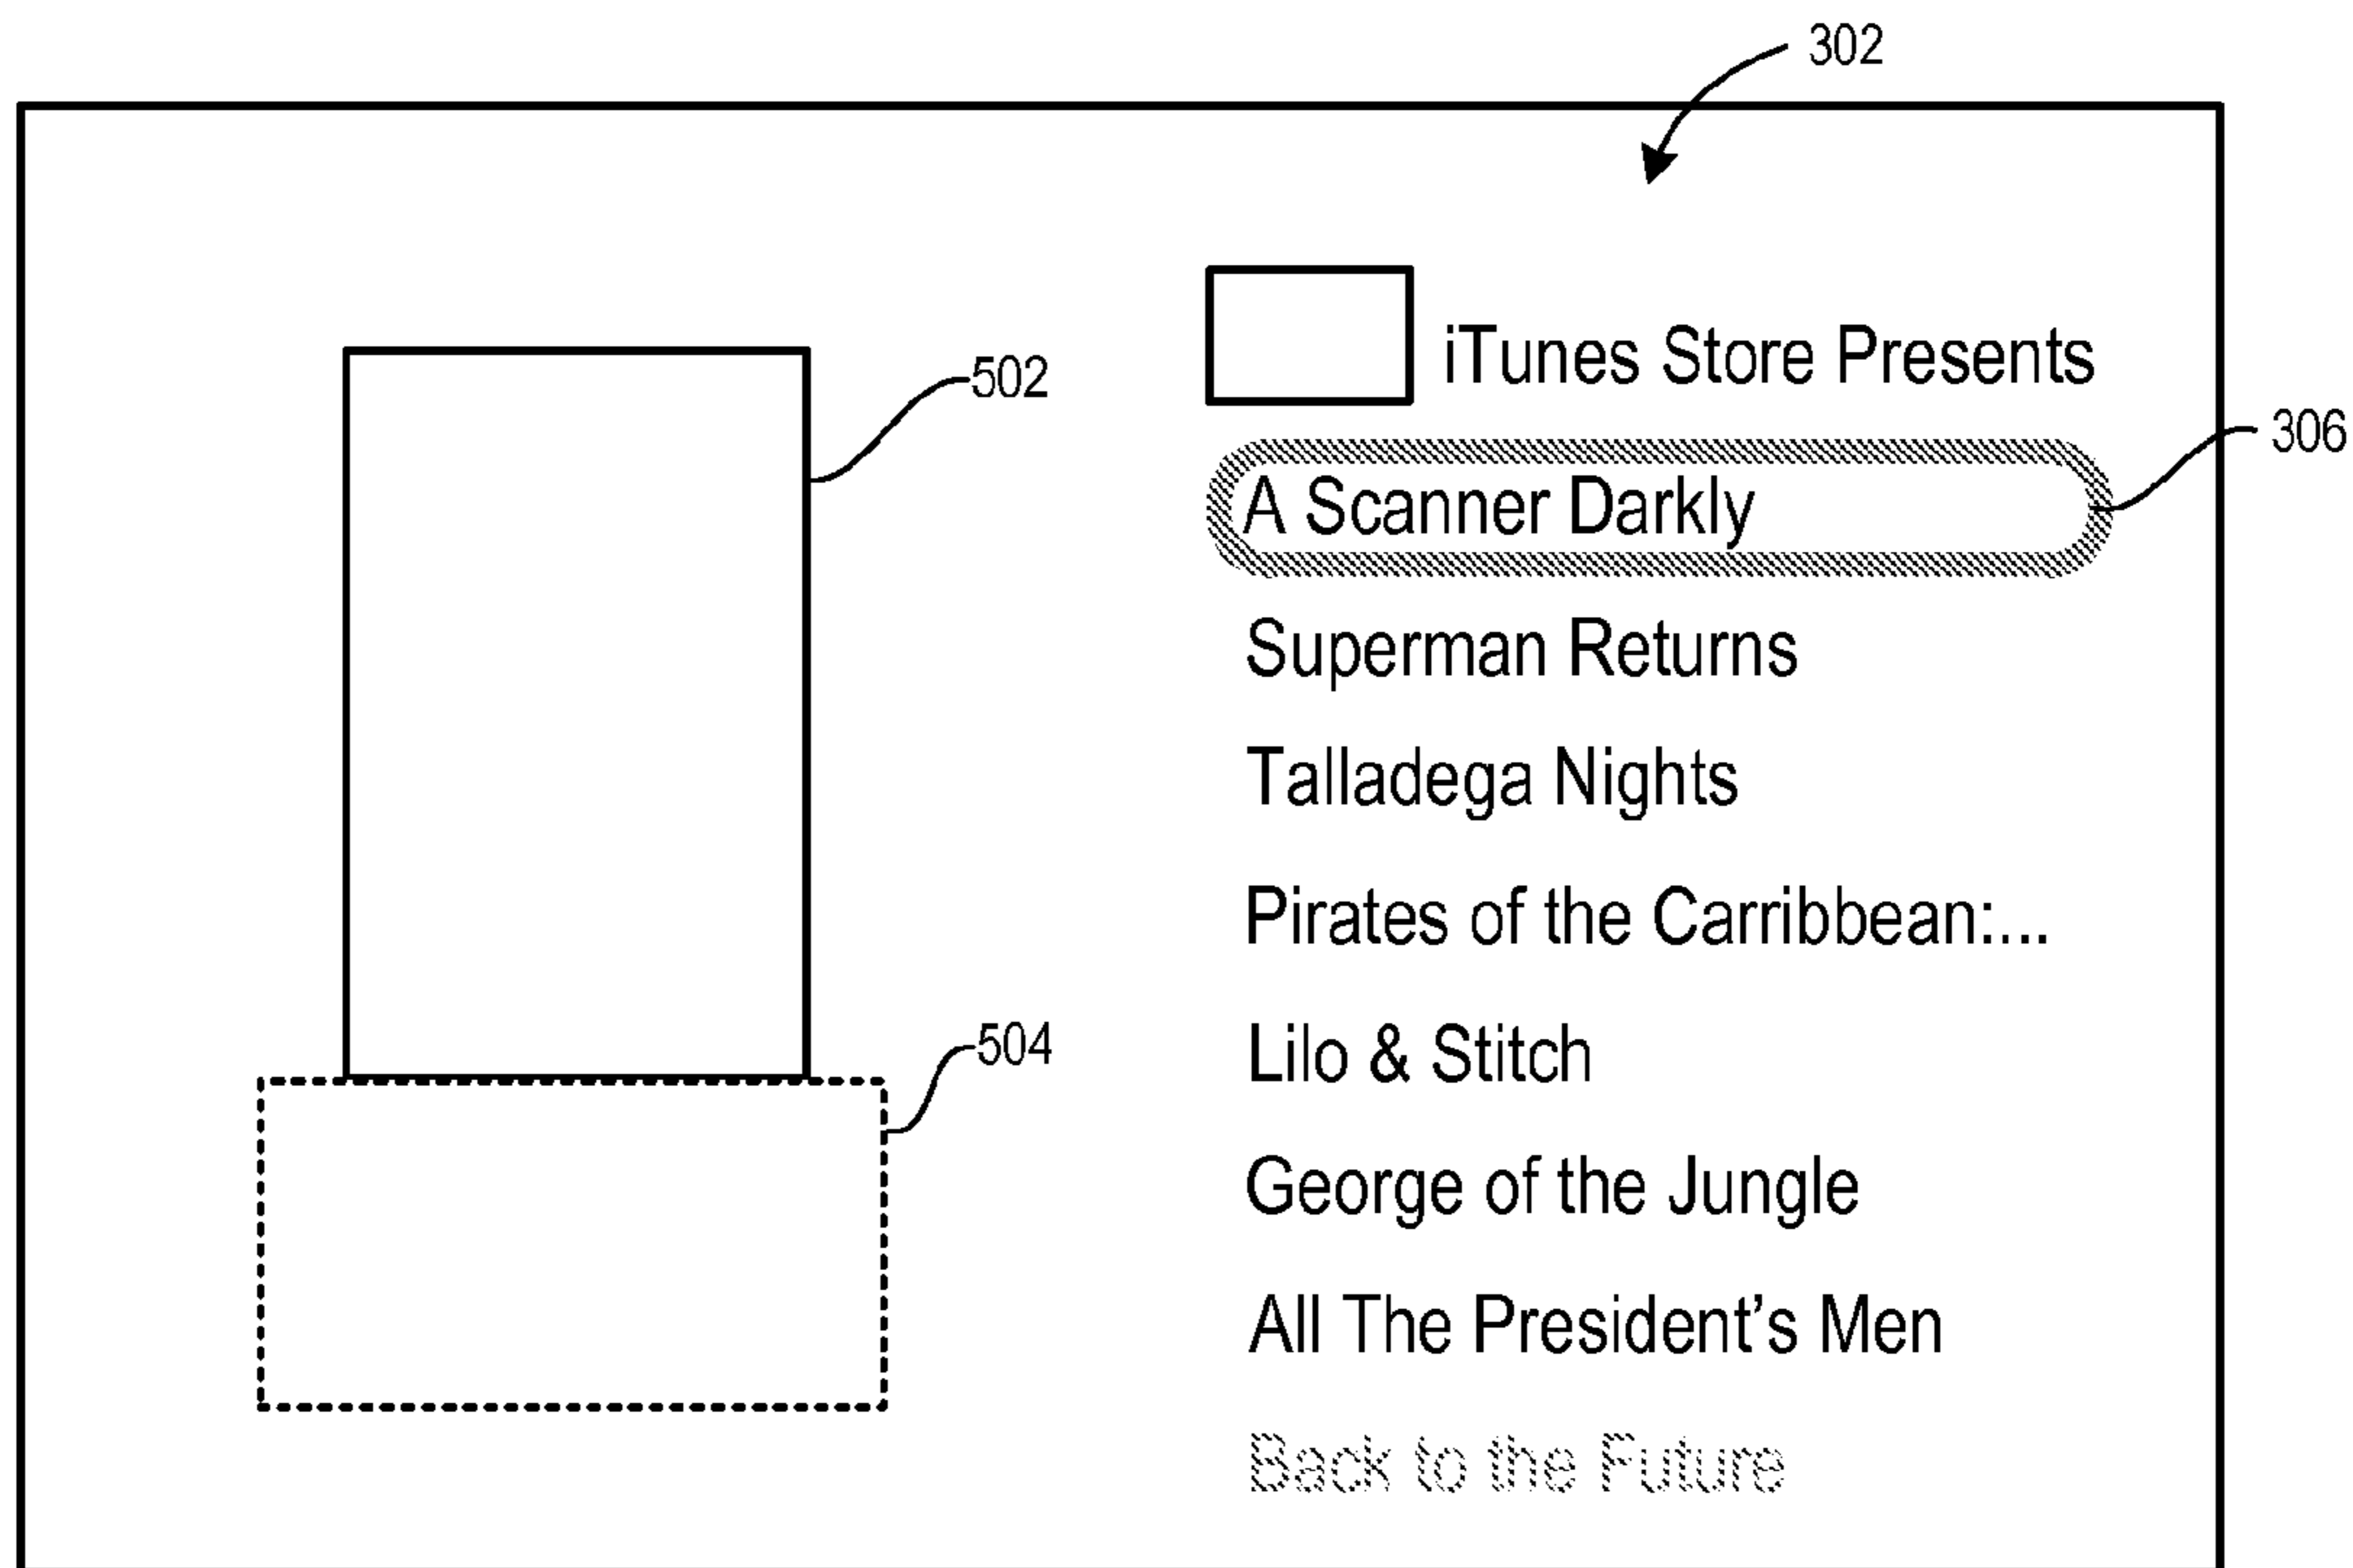 302
iTunes Store Presents
502
306
A Scanner Darkly
Superman Returns
Talladega Nights
Pirates of the Carribbean:...
504
Lilo & Stitch
George of the Jungle
All The President's Men
Back to the Future